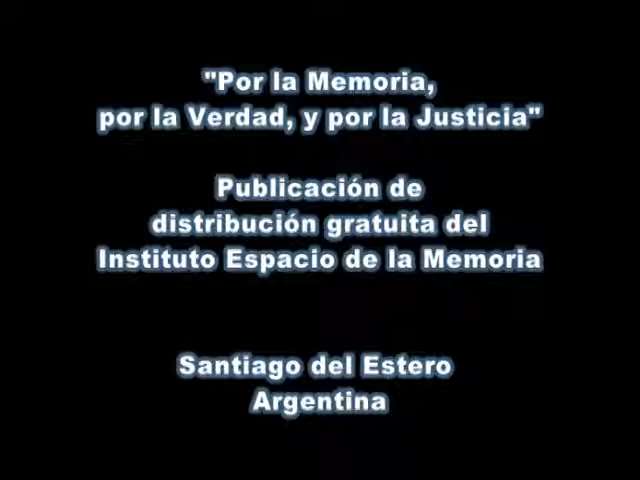 "Por la Memoria,
por la Verdad, y por la Justicia"
Publicación de
distribución gratuita del
Instituto Espacio de la Memoria
Santiago del Estero
Argentina